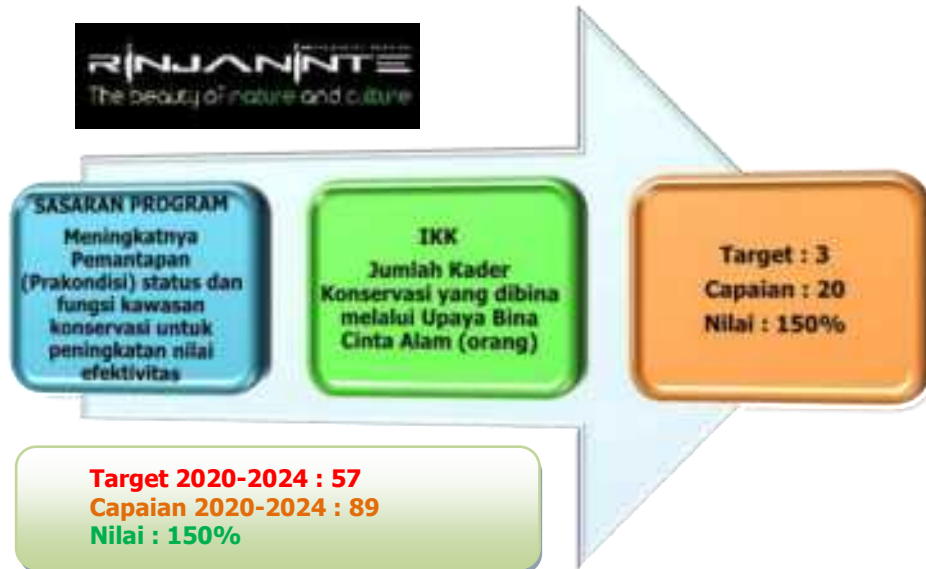 RINJANINTE
The beauty of nature and culture
SASARAN PROGRAM
Meningkatnya
Pemantapan
(Prakondisi) status dan
fungsi kawasan
konservasi untuk
peningkatan nilai
efektivitas
IKK
Jumlah Kader
Konservasi yang dibina
melalui Upaya Bina
Cinta Alam (orang)
Target : 3
Capaian : 20
Nilai : 150%
Target 2020-2024 : 57
Capaian 2020-2024 : 89
Nilai : 150%